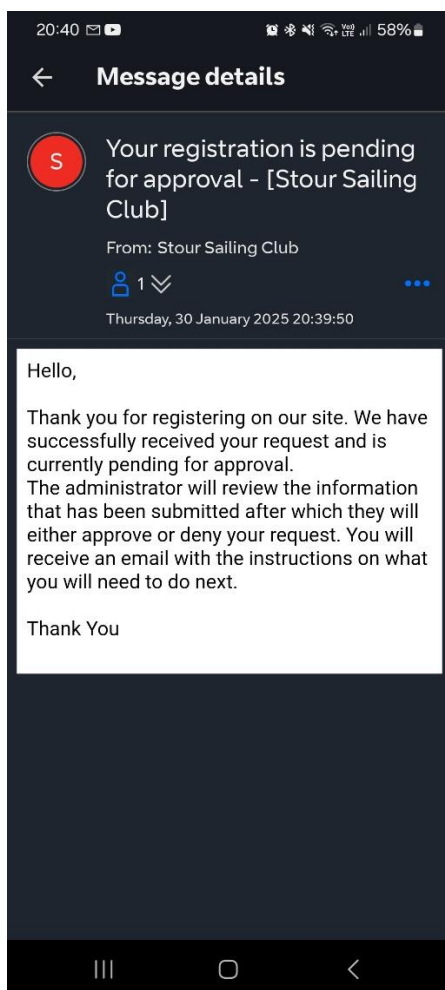 20:40 58%
Message details
S
Your registration is pending
for approval - [Stour Sailing
Club]
From: Stour Sailing Club
1
Thursday, 30 January 2025 20:39:50
Hello,
Thank you for registering on our site. We have
successfully received your request and is
currently pending for approval.
The administrator will review the information
that has been submitted after which they will
either approve or deny your request. You will
receive an email with the instructions on what
you will need to do next.
Thank You